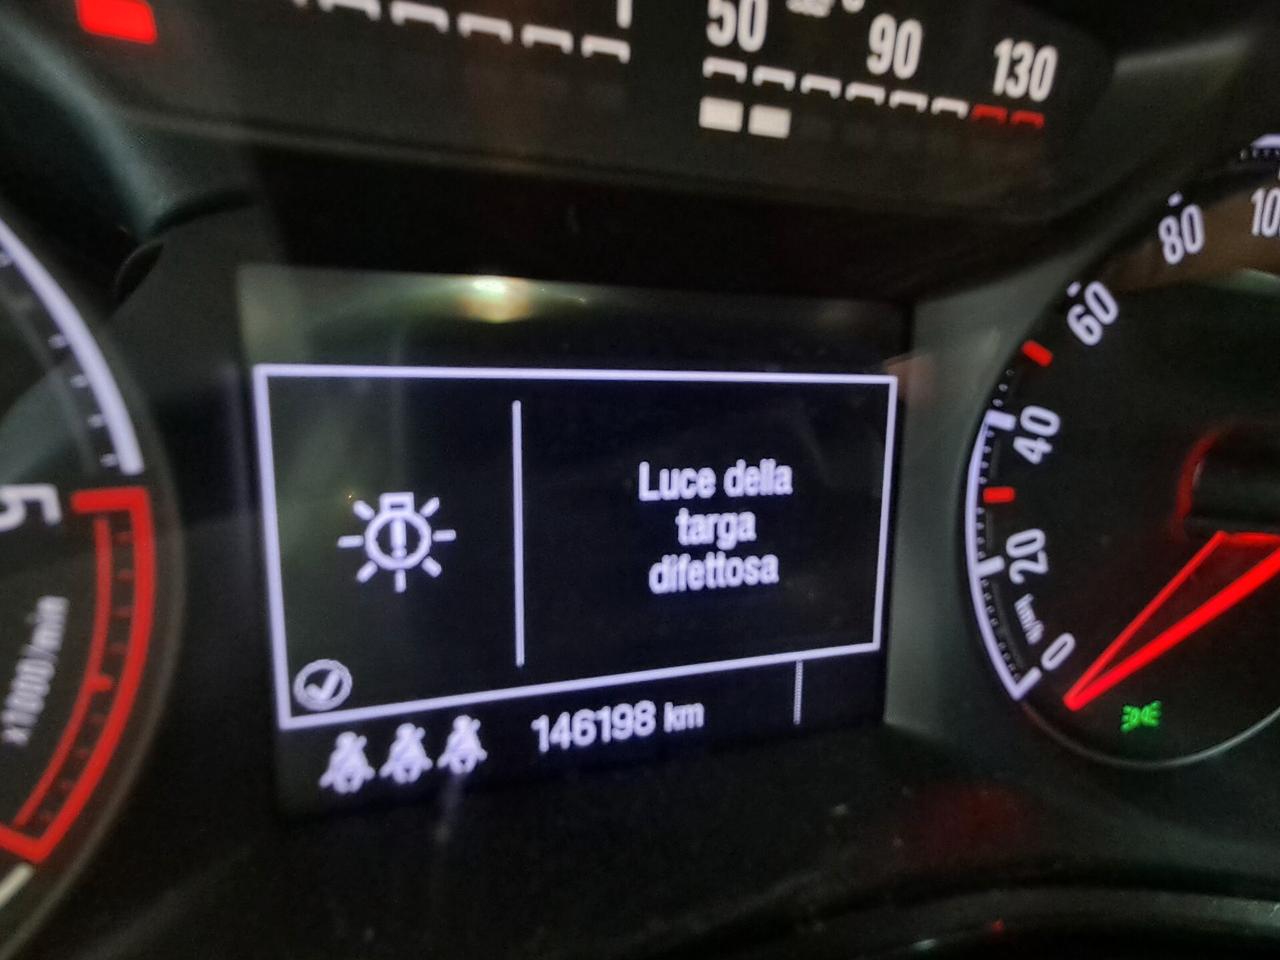 50 90 130
80
60
40
20
km/h
0
5
x1000/min
Luce della
targa
difettosa
146198 km